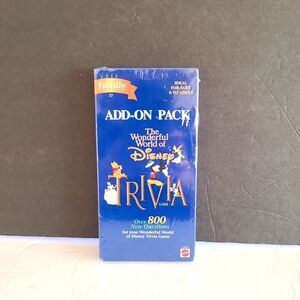 Family
IDEAL
FOR AGES
8 TO ADULT
ADD-ON PACK
The
Wonderful
World of
Disney
TRIVIA
GAME
Over 800
New Questions
for your Wonderful World
of Disney Trivia Game